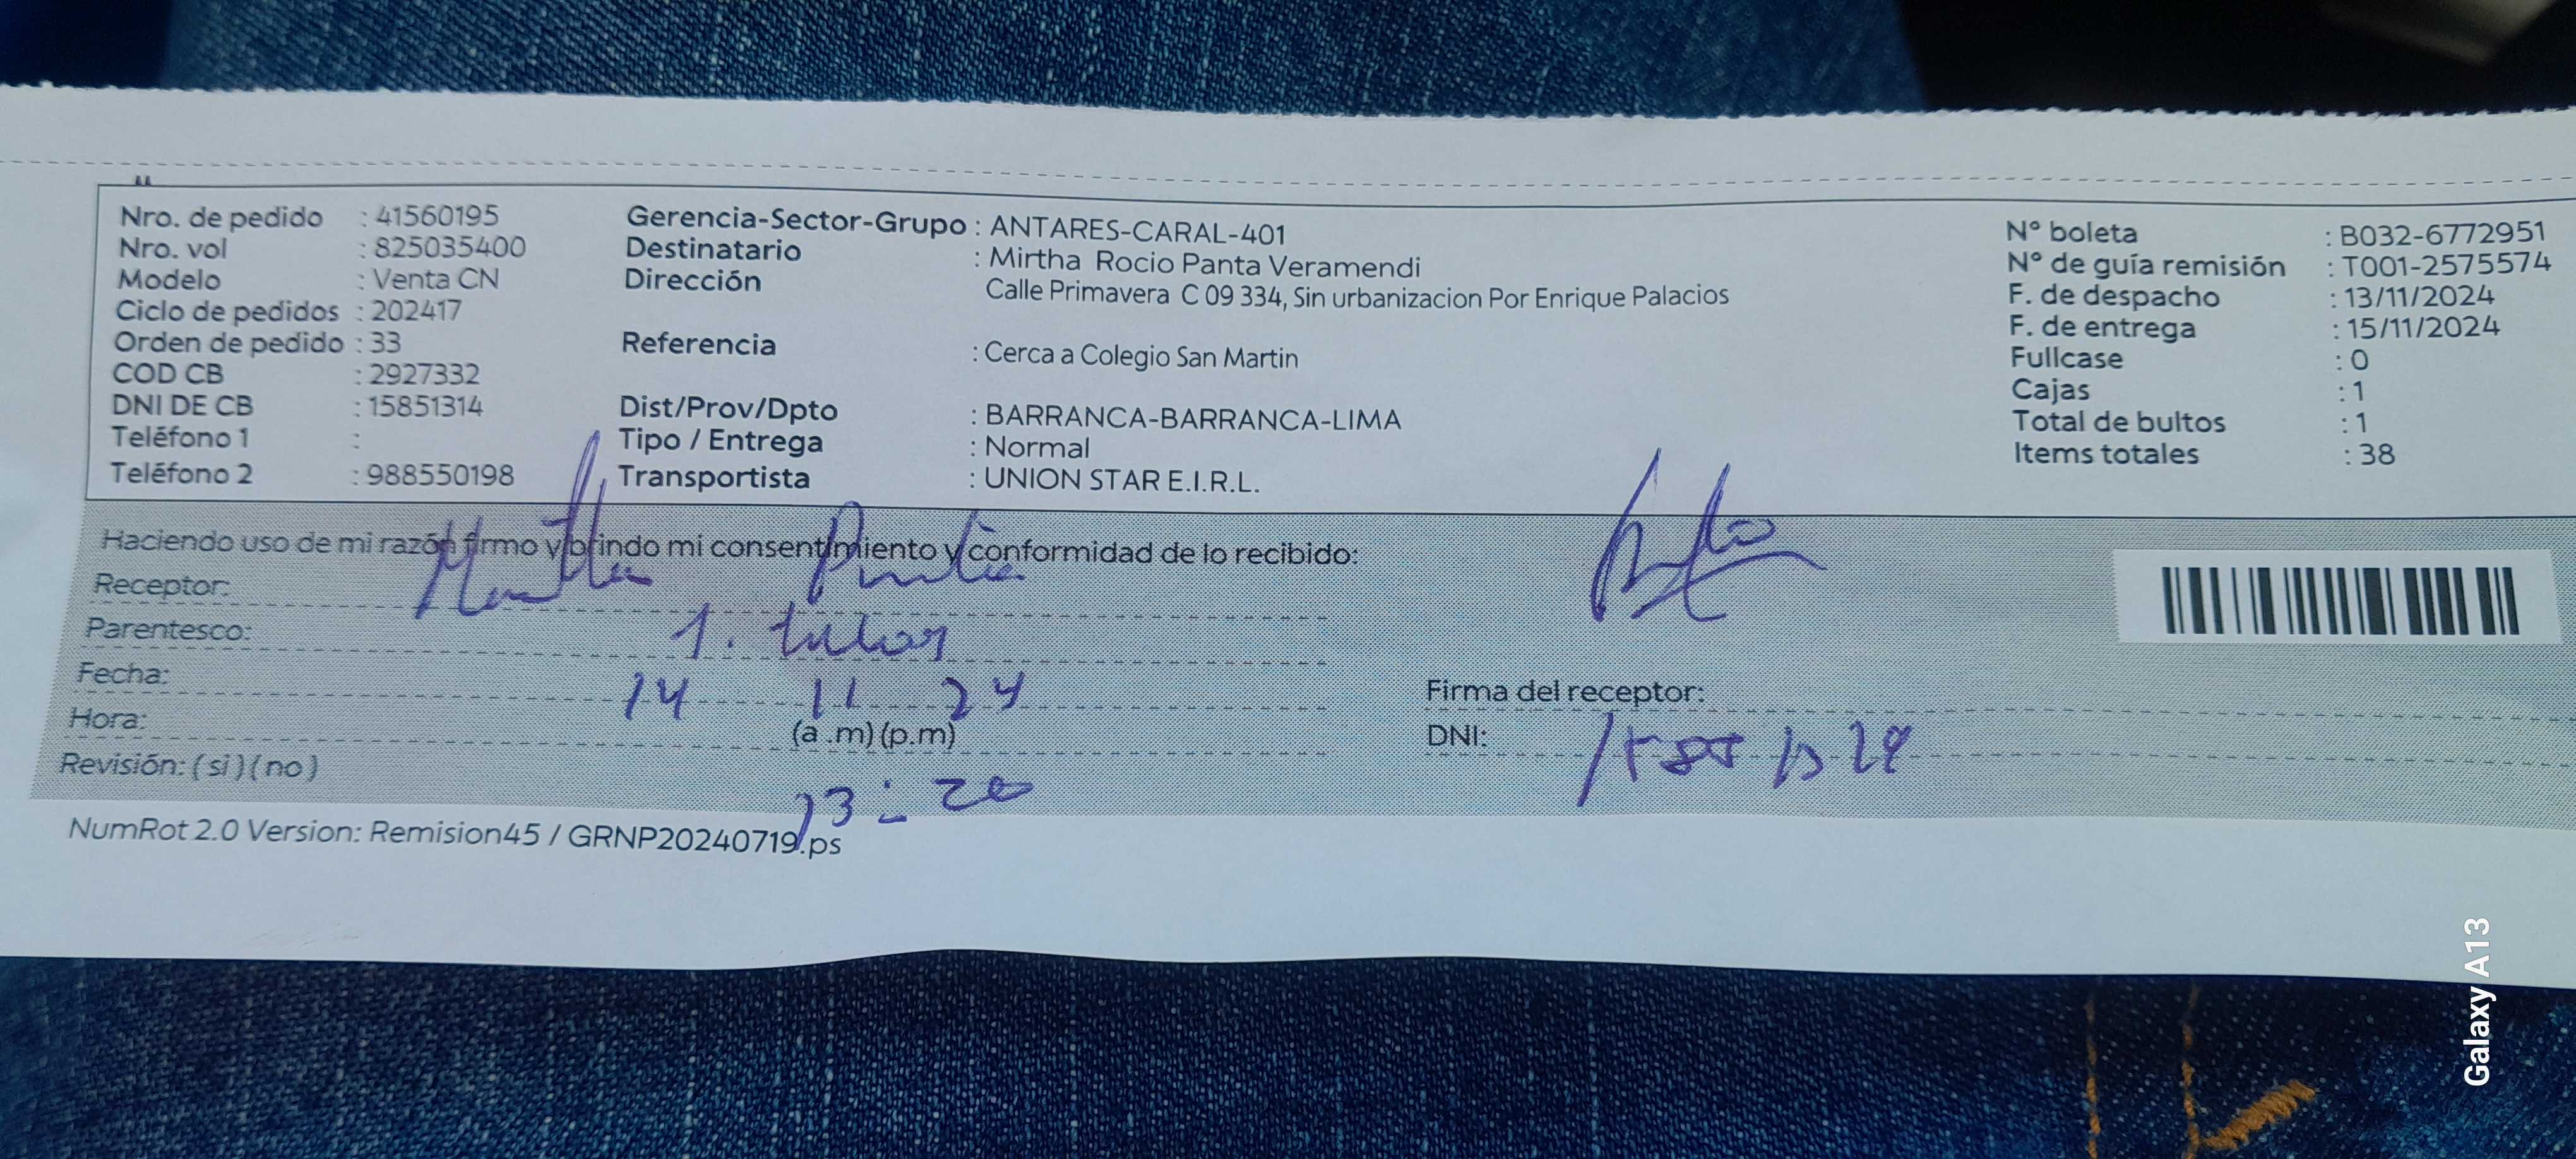 Nro. de pedido : 41560195
Nro. vol : 825035400
Modelo : Venta CN
Ciclo de pedidos : 202417
Orden de pedido : 33
COD CB : 2927332
DNI DE CB : 15851314
Teléfono 1 :
Teléfono 2 : 988550198
Gerencia-Sector-Grupo : ANTARES-CARAL-401
Destinatario : Mirtha Rocio Panta Veramendi
Dirección
Calle Primavera C 09 334, Sin urbanizacion Por Enrique Palacios
Referencia : Cerca a Colegio San Martin
Dist/Prov/Dpto : BARRANCA-BARRANCA-LIMA
Tipo / Entrega : Normal
Transportista : UNION STAR E.I.R.L.
N° boleta : B032-6772951
N° de guía remisión : T001-2575574
F. de despacho : 13/11/2024
F. de entrega : 15/11/2024
Fullcase : 0
Cajas : 1
Total de bultos : 1
Items totales : 38
Haciendo uso de mi razón firmo y brindo mi consentimiento y conformidad de lo recibido:
Receptor:
Parentesco:
Fecha: 14 11 24
Hora: (a .m) (p.m)
Revisión: ( si ) ( no )
13:20
Firma del receptor:
DNI:
NumRot 2.0 Version: Remision45 / GRNP20240719.ps
Galaxy A13